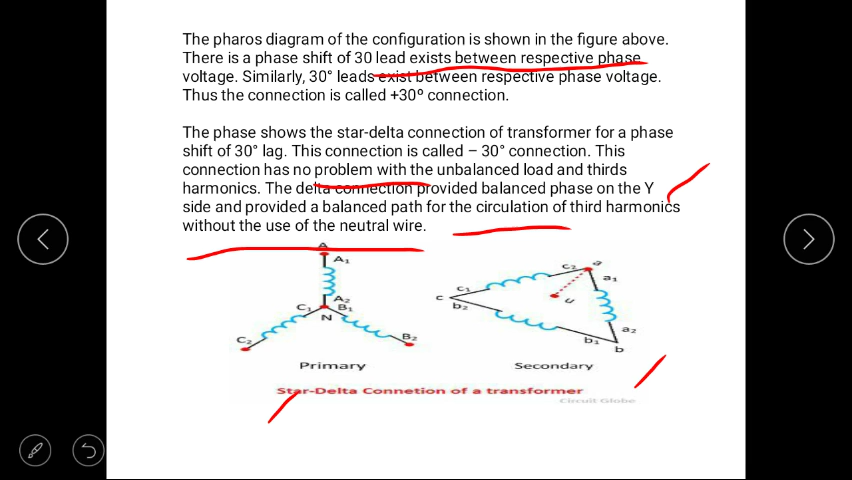 The pharos diagram of the configuration is shown in the figure above.
There is a phase shift of 30 lead exists between respective phase
voltage. Similarly, 30° leads exist between respective phase voltage.
Thus the connection is called +30º connection.
The phase shows the star-delta connection of transformer for a phase
shift of 30° lag. This connection is called – 30° connection. This
connection has no problem with the unbalanced load and thirds
harmonics. The delta connection provided balanced phase on the Y
side and provided a balanced path for the circulation of third harmonics
without the use of the neutral wire.
A
A₁
A₂
C₁ B₁
N
C₂ B₂
Primary
c₂ a
a₁
c₁
c
b₂
u
a₂
b₁
b
Secondary
Star-Delta Connetion of a transformer
Circuit Globe